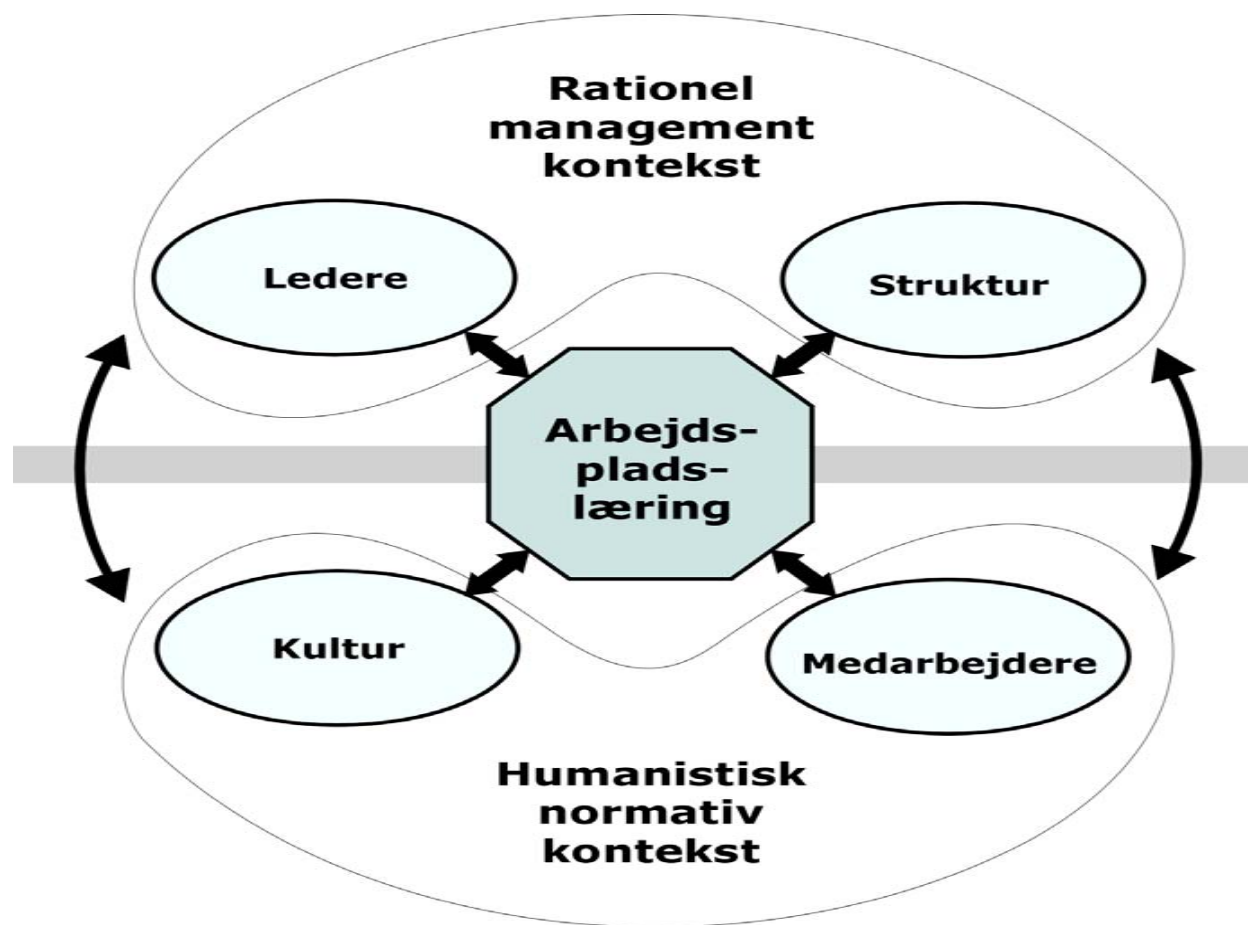 Rationel
management
kontekst
Ledere
Struktur
Arbejds-
plads-
læring
Kultur
Medarbejdere
Humanistisk
normativ
kontekst